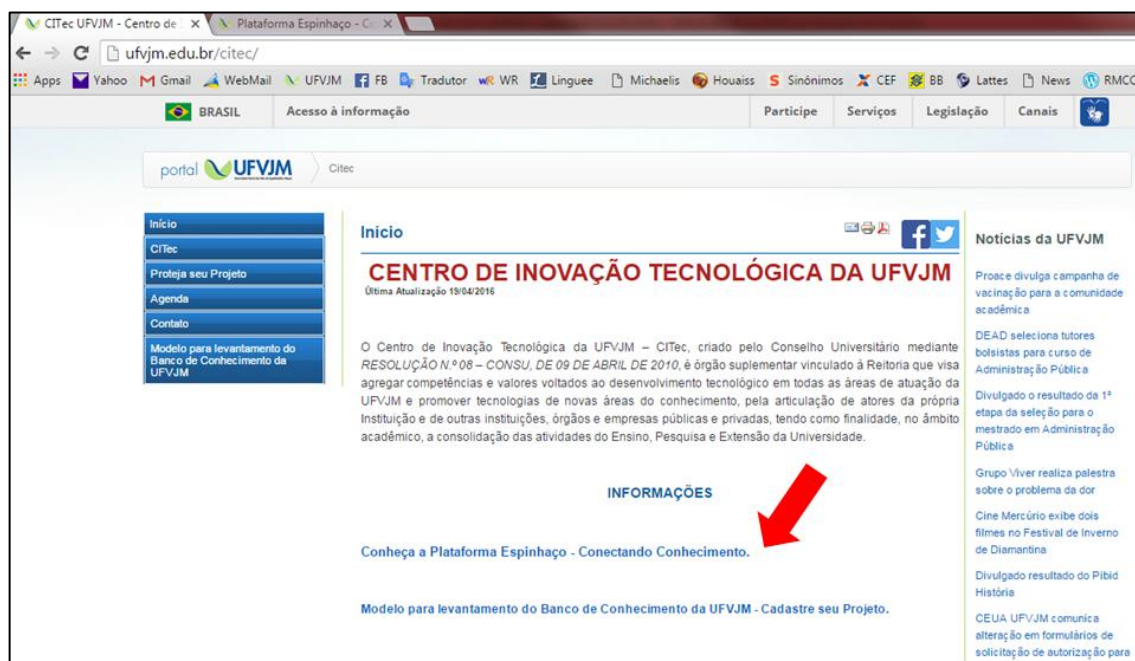 CITec UFVJM - Centro de
Plataforma Espinhaço - Co
ufvjm.edu.br/citec/
Apps Yahoo Gmail WebMail UFVJM FB Tradutor WR Linguee Michaelis Houaiss Sinônimos CEF BB Lattes News RMCC
BRASIL Acesso à informação Participe Serviços Legislação Canais
portal UFVJM Citec
Início
CITec
Proteja seu Projeto
Agenda
Contato
Modelo para levantamento do
Banco de Conhecimento da
UFVJM
Início
CENTRO DE INOVAÇÃO TECNOLÓGICA DA UFVJM
Última Atualização 19/04/2016
O Centro de Inovação Tecnológica da UFVJM – CITec, criado pelo Conselho Universitário mediante
RESOLUÇÃO N.º 08 – CONSU, DE 09 DE ABRIL DE 2010, é órgão suplementar vinculado à Reitoria que visa
agregar competências e valores voltados ao desenvolvimento tecnológico em todas as áreas de atuação da
UFVJM e promover tecnologias de novas áreas do conhecimento, pela articulação de atores da própria
Instituição e de outras instituições, órgãos e empresas públicas e privadas, tendo como finalidade, no âmbito
acadêmico, a consolidação das atividades do Ensino, Pesquisa e Extensão da Universidade.
INFORMAÇÕES
Conheça a Plataforma Espinhaço - Conectando Conhecimento.
Modelo para levantamento do Banco de Conhecimento da UFVJM - Cadastre seu Projeto.
Notícias da UFVJM
Proace divulga campanha de
vacinação para a comunidade
acadêmica
DEAD seleciona tutores
bolsistas para curso de
Administração Pública
Divulgado o resultado da 1ª
etapa da seleção para o
mestrado em Administração
Pública
Grupo Viver realiza palestra
sobre o problema da dor
Cine Mercúrio exibe dois
filmes no Festival de Inverno
de Diamantina
Divulgado resultado do Pibid
História
CEUA UFVJM comunica
alteração em formulários de
solicitação de autorização para